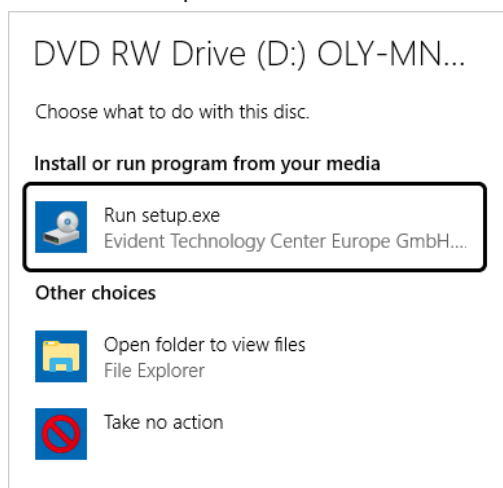 DVD RW Drive (D:) OLY-MN...
Choose what to do with this disc.
Install or run program from your media
Run setup.exe
Evident Technology Center Europe GmbH....
Other choices
Open folder to view files
File Explorer
Take no action